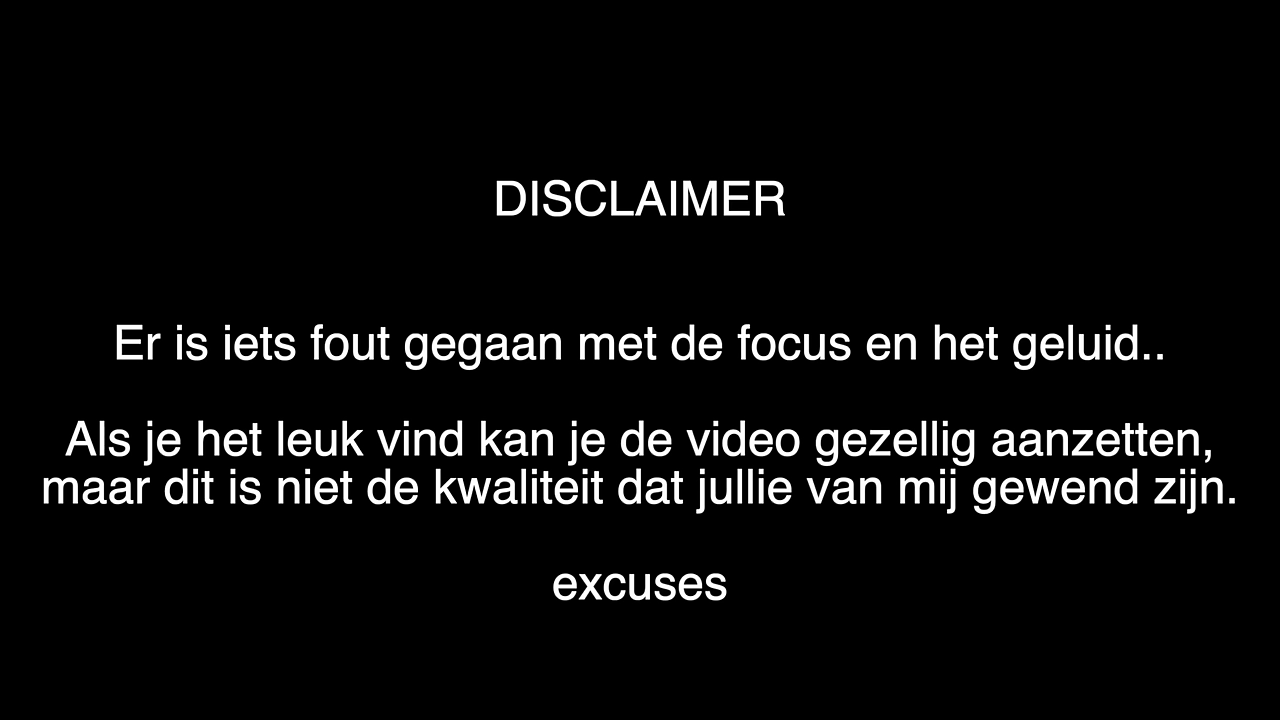 DISCLAIMER
Er is iets fout gegaan met de focus en het geluid..
Als je het leuk vind kan je de video gezellig aanzetten,
maar dit is niet de kwaliteit dat jullie van mij gewend zijn.
excuses